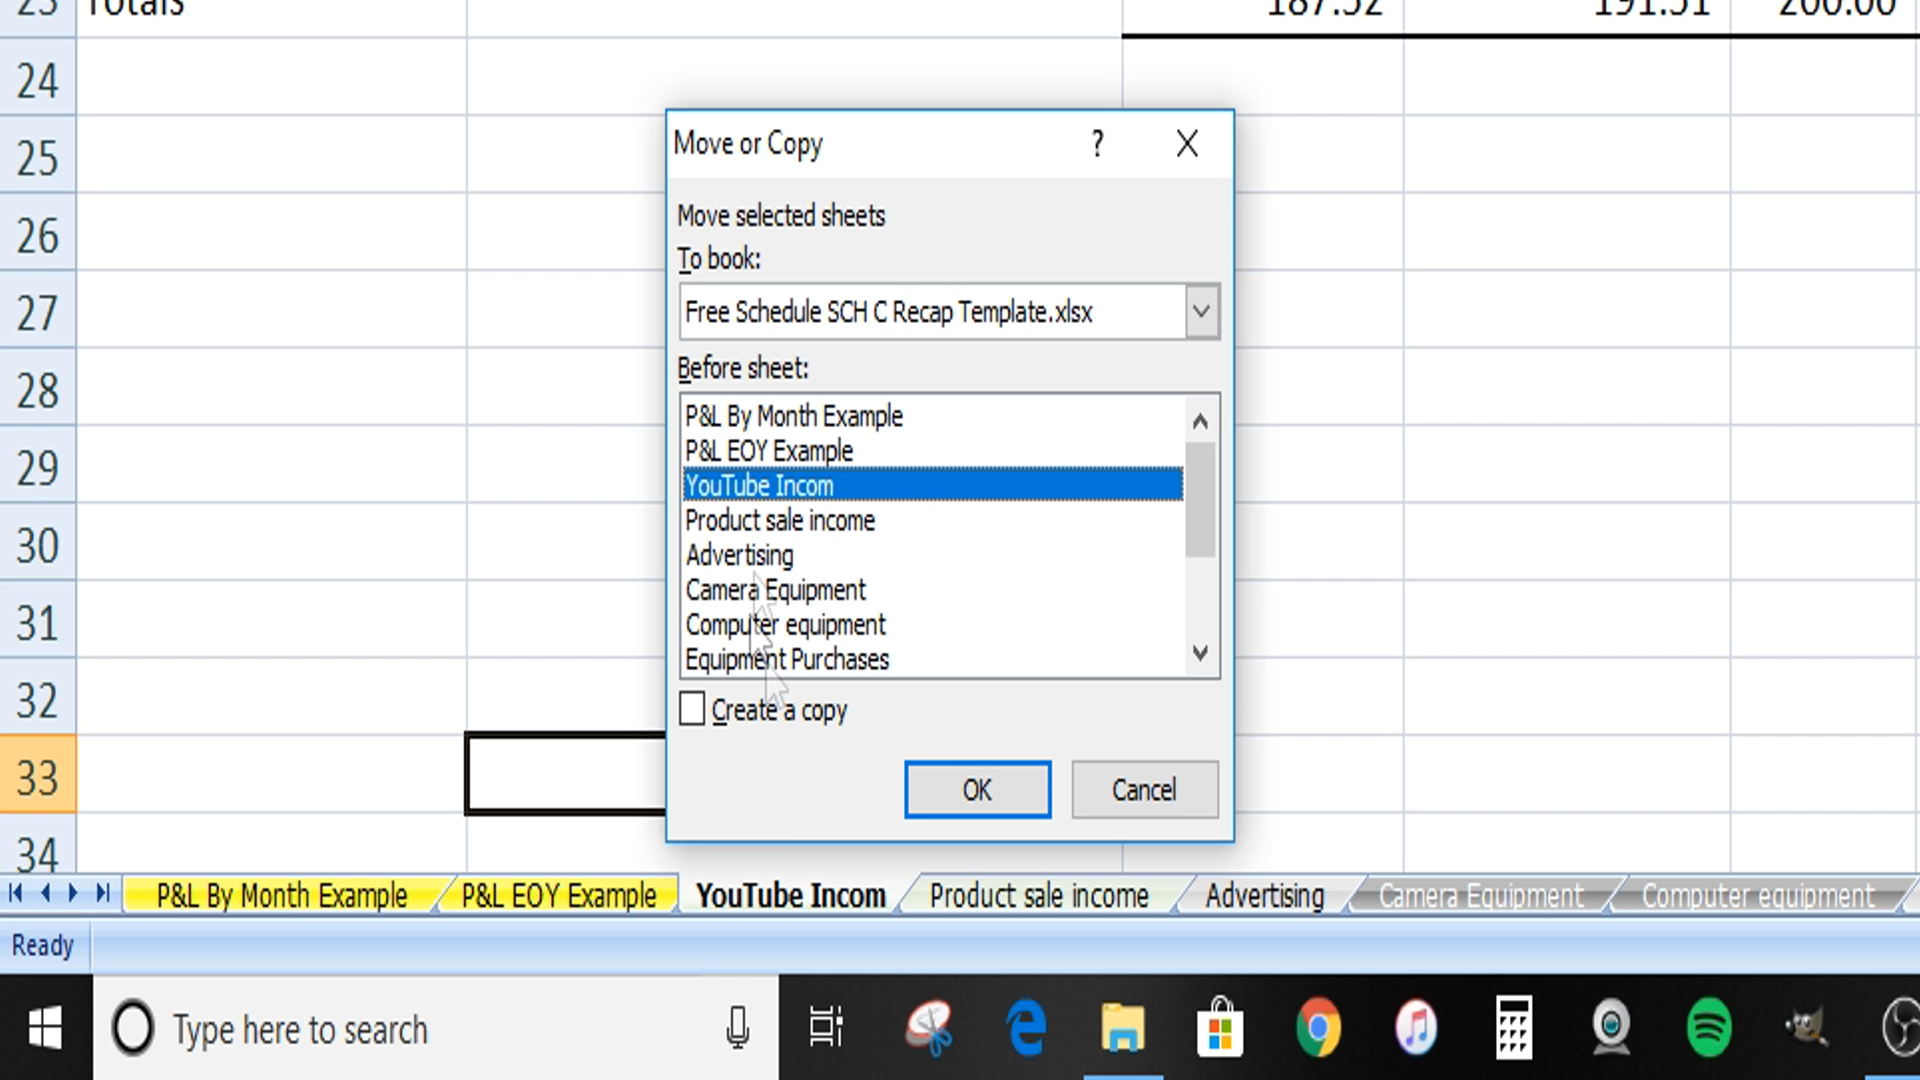 23 Totals 187.52 191.51 200.00
24
25
26
27
28
29
30
31
32
33
34
Move or Copy ?
Move selected sheets
To book:
Free Schedule SCH C Recap Template.xlsx
Before sheet:
P&L By Month Example
P&L EOY Example
YouTube Incom
Product sale income
Advertising
Camera Equipment
Computer equipment
Equipment Purchases
Create a copy
OK Cancel
P&L By Month Example P&L EOY Example YouTube Incom Product sale income Advertising Camera Equipment Computer equipment
Ready
Type here to search